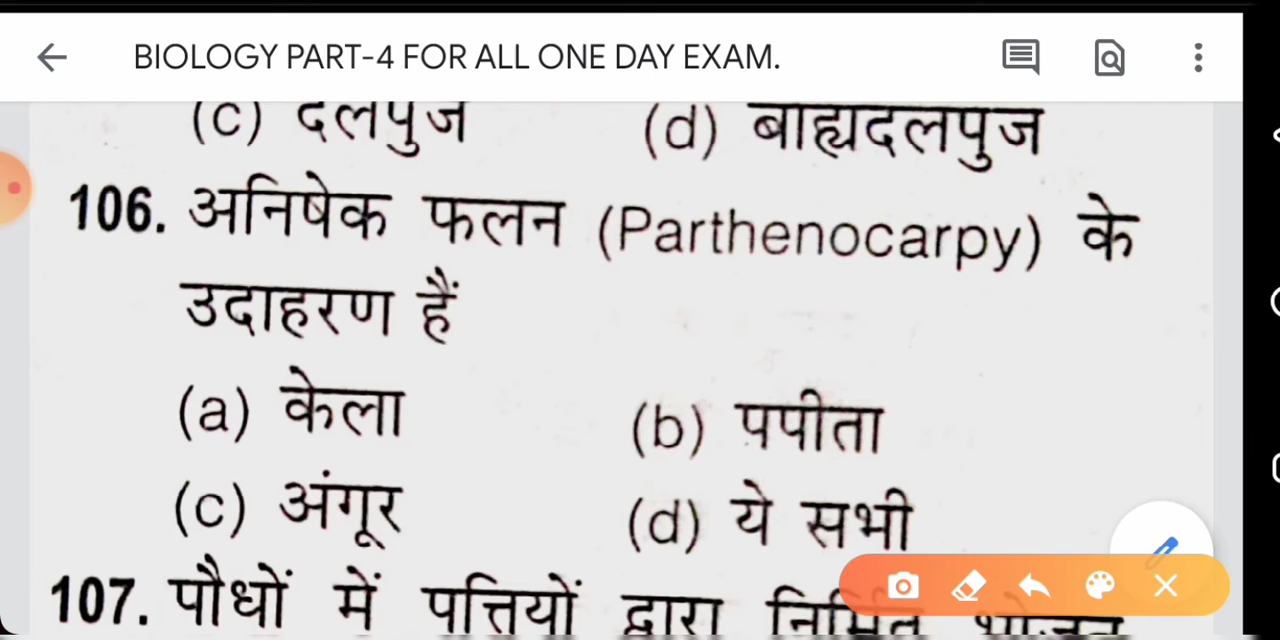 BIOLOGY PART-4 FOR ALL ONE DAY EXAM.
(c) दलपुंज (d) बाह्यदलपुंज
106. अनिषेक फलन (Parthenocarpy) के
उदाहरण हैं
(a) केला (b) पपीता
(c) अंगूर (d) ये सभी
107. पौधों में पत्तियों द्वारा निर्मित भोजन